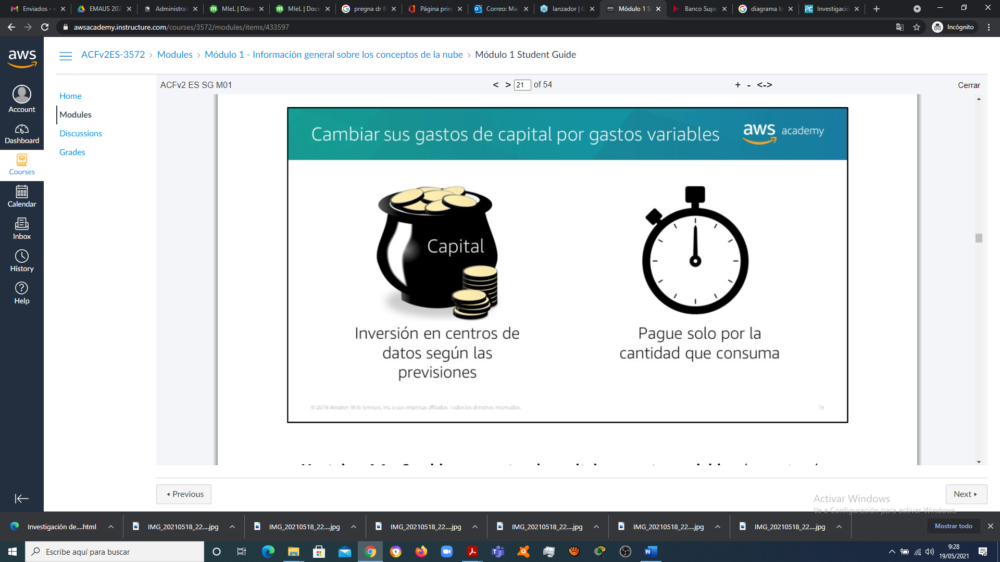 Enviados - n
EMAUS 202
Administrac
MIeL | Doce
MIeL | Doce
pregna dr fl
Página prin
Correo: Mar
lanzador | G
Módulo 1 S
Banco Supe
diagrama lo
Investigació
awsacademy.instructure.com/courses/3572/modules/items/433597
Incógnito
aws
ACFv2ES-3572 > Modules > Módulo 1 - Información general sobre los conceptos de la nube > Módulo 1 Student Guide
Account
Dashboard
Courses
Calendar
Inbox
History
Help
Home
Modules
Discussions
Grades
ACFv2 ES SG M01
< > 21 of 54
+ - <->
Cerrar
Cambiar sus gastos de capital por gastos variables
aws academy
Capital
Inversión en centros de
datos según las
previsiones
Pague solo por la
cantidad que consuma
© 2019 Amazon Web Services, Inc. o sus empresas afiliadas. Todos los derechos reservados.
15
Previous
Next
Activar Windows
Ve a Configuración para activar Windows.
Investigación de....html
IMG_20210518_22....jpg
IMG_20210518_22....jpg
IMG_20210518_22....jpg
IMG_20210518_22....jpg
IMG_20210518_22....jpg
IMG_20210518_22....jpg
Mostrar todo
Escribe aquí para buscar
9:28
19/05/2021